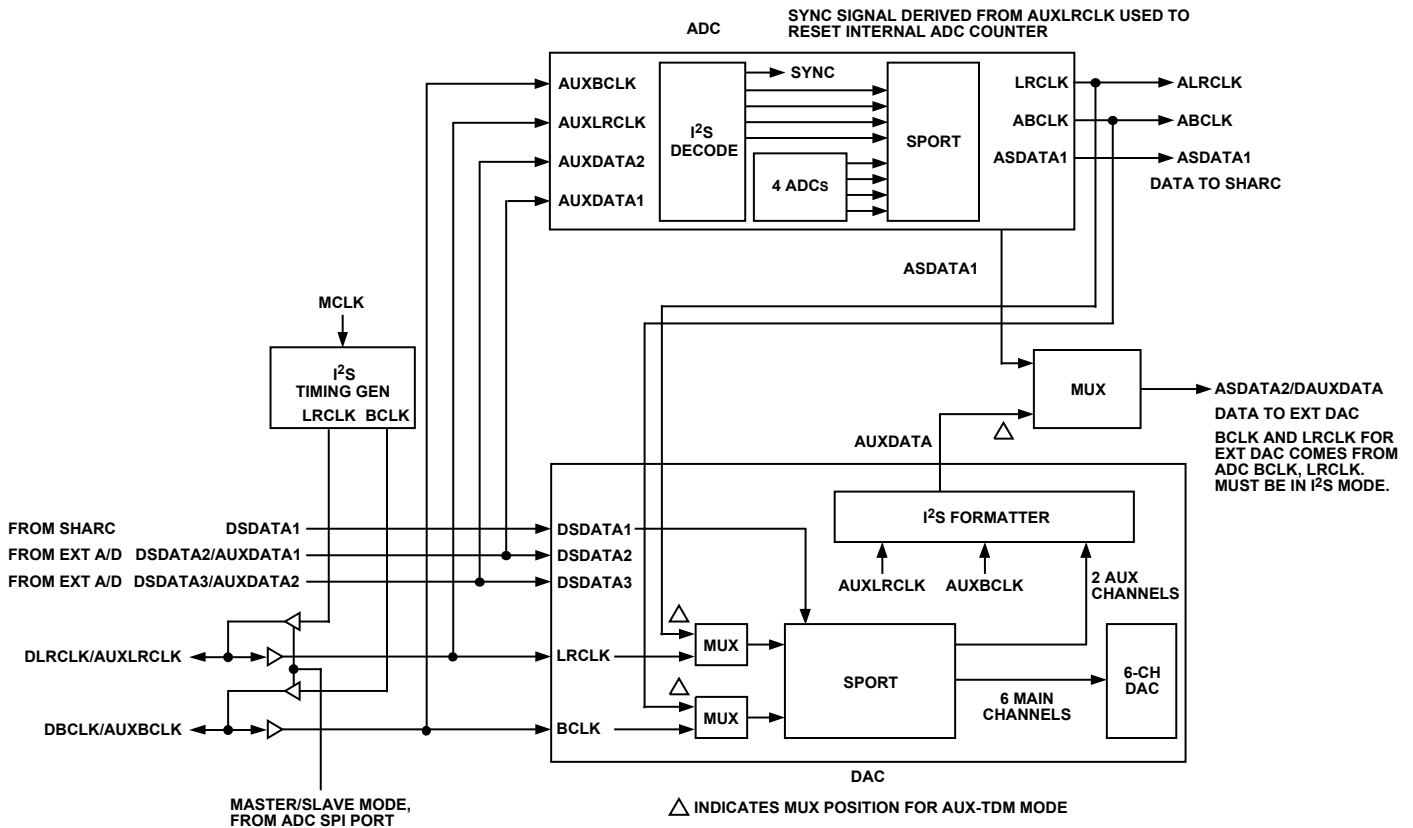 SYNC SIGNAL DERIVED FROM AUXLRCLK USED TO
RESET INTERNAL ADC COUNTER
ADC
AUXBCLK
AUXLRCLK
AUXDATA2
AUXDATA1
I2S
DECODE
SYNC
4 ADCs
SPORT
LRCLK
ABCLK
ASDATA1
ALRCLK
ABCLK
ASDATA1
DATA TO SHARC
ASDATA1
MCLK
I2S
TIMING GEN
LRCLK BCLK
MUX
ASDATA2/DAUXDATA
DATA TO EXT DAC
BCLK AND LRCLK FOR
EXT DAC COMES FROM
ADC BCLK, LRCLK.
MUST BE IN I2S MODE.
AUXDATA
FROM SHARC DSDATA1
FROM EXT A/D DSDATA2/AUXDATA1
FROM EXT A/D DSDATA3/AUXDATA2
DSDATA1
DSDATA2
DSDATA3
I2S FORMATTER
AUXLRCLK
AUXBCLK
2 AUX
CHANNELS
DLRCLK/AUXLRCLK
LRCLK
MUX
SPORT
6-CH
DAC
6 MAIN
CHANNELS
DBCLK/AUXBCLK
BCLK
MUX
DAC
MASTER/SLAVE MODE,
FROM ADC SPI PORT
△ INDICATES MUX POSITION FOR AUX-TDM MODE